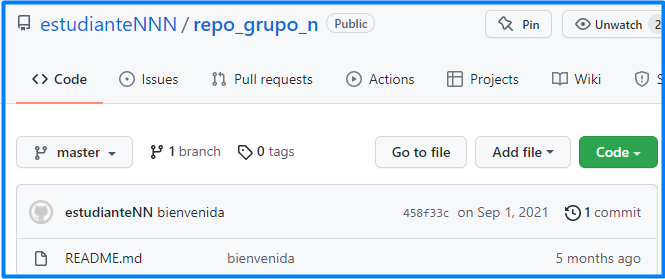 estudianteNNN / repo_grupo_n Public Pin Unwatch 2
Code Issues Pull requests Actions Projects Wiki S
master 1 branch 0 tags Go to file Add file Code
estudianteNN bienvenida 458f33c on Sep 1, 2021 1 commit
README.md bienvenida 5 months ago